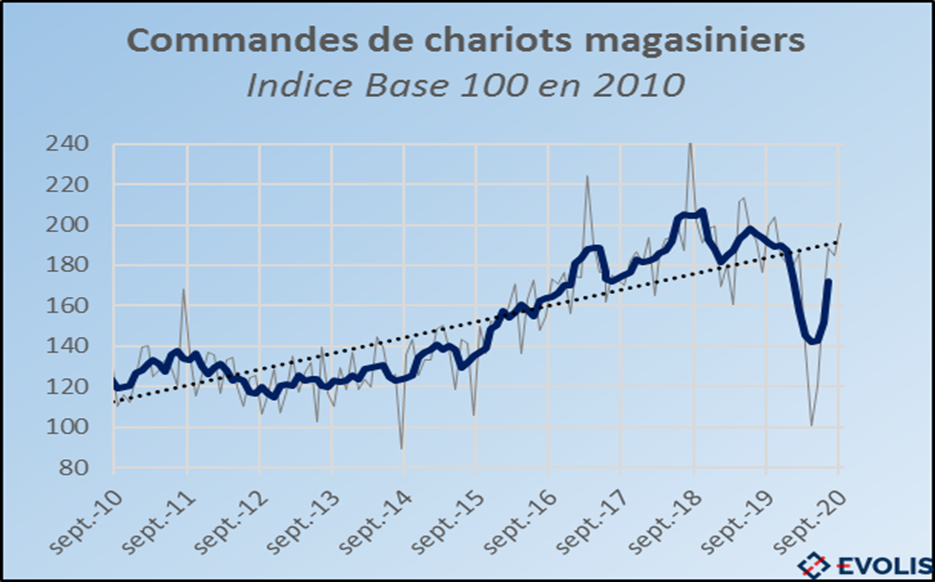 Commandes de chariots magasiniers
Indice Base 100 en 2010
240
220
200
180
160
140
120
100
80
sept.-10
sept.-11
sept.-12
sept.-13
sept.-14
sept.-15
sept.-16
sept.-17
sept.-18
sept.-19
sept.-20
EVOLIS